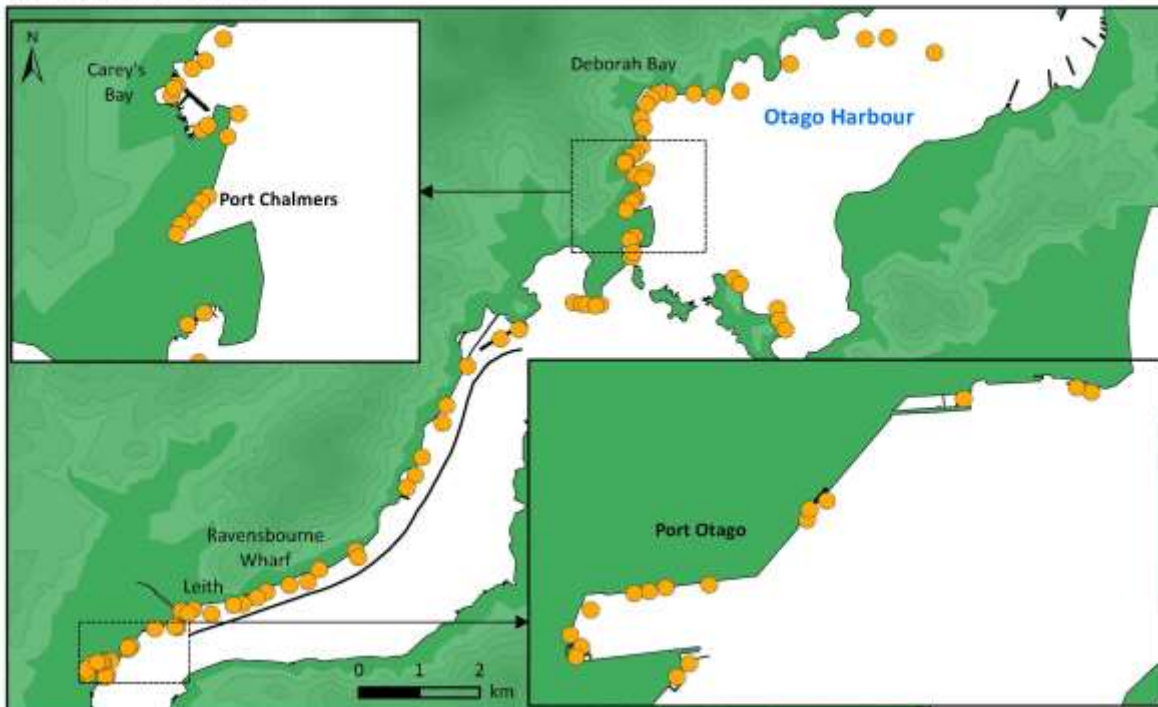 N
Carey's
Bay
Port Chalmers
Deborah Bay
Otago Harbour
Ravensbourne
Wharf
Leith
Port Otago
0 1 2
km